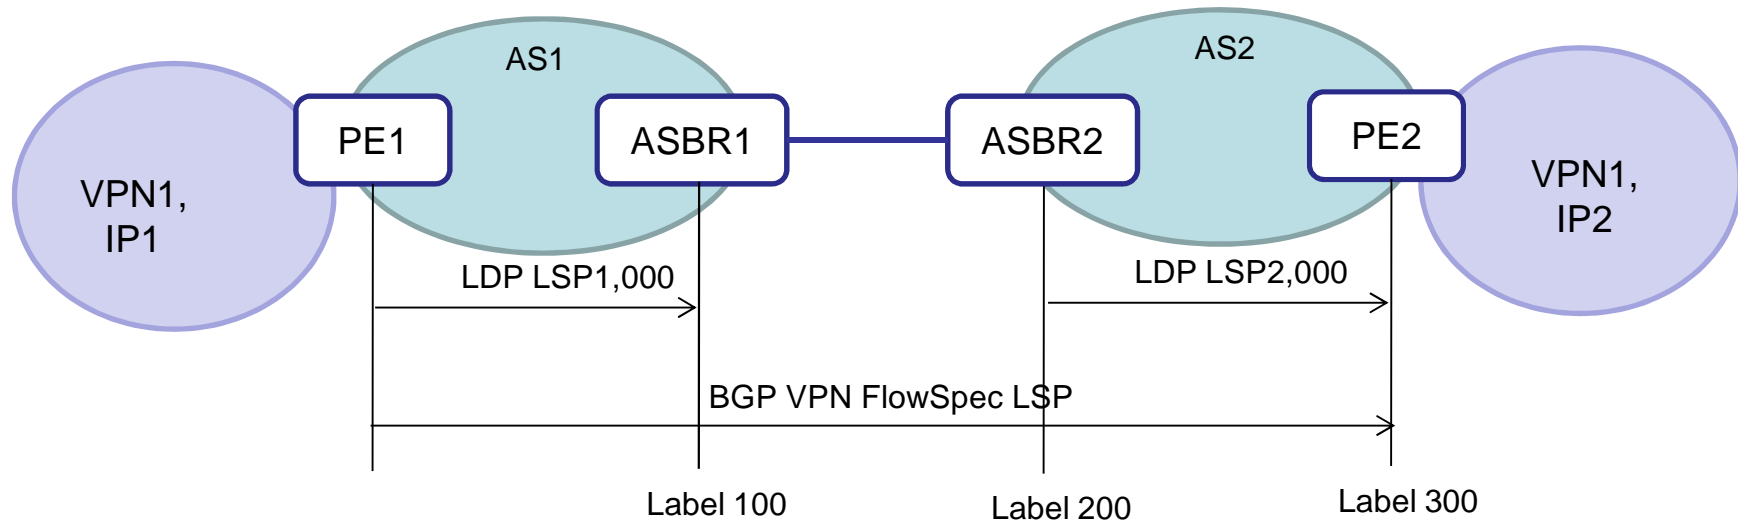 AS1
AS2
PE1
ASBR1
ASBR2
PE2
VPN1,
IP1
VPN1,
IP2
LDP LSP1,000
LDP LSP2,000
BGP VPN FlowSpec LSP
Label 100
Label 200
Label 300